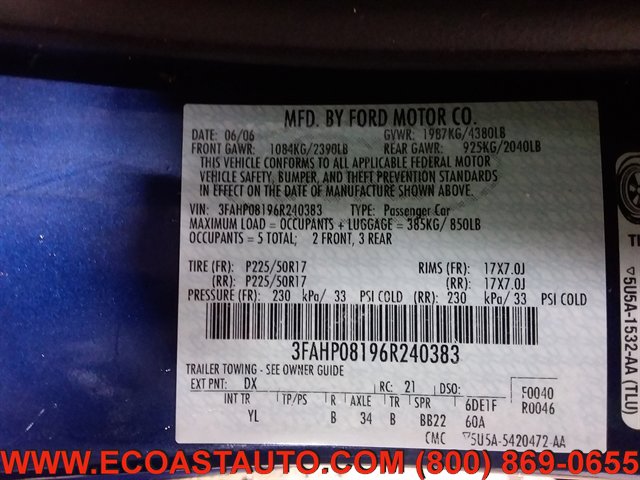 MFD. BY FORD MOTOR CO.
DATE: 06/06 GVWR: 1987KG/4380LB
FRONT GAWR: 1084KG/2390LB REAR GAWR: 925KG/2040LB
THIS VEHICLE CONFORMS TO ALL APPLICABLE FEDERAL MOTOR
VEHICLE SAFETY, BUMPER, AND THEFT PREVENTION STANDARDS
IN EFFECT ON THE DATE OF MANUFACTURE SHOWN ABOVE.
VIN: 3FAHP08196R240383 TYPE: Passenger Car
MAXIMUM LOAD = OCCUPANTS + LUGGAGE = 385KG/ 850LB
OCCUPANTS = 5 TOTAL; 2 FRONT, 3 REAR
TIRE (FR): P225/50R17 RIMS (FR): 17X7.0J
(RR): P225/50R17 (RR): 17X7.0J
PRESSURE (FR): 230 kPa/ 33 PSI COLD (RR): 230 kPa/ 33 PSI COLD
3FAHP08196R240383
TRAILER TOWING - SEE OWNER GUIDE
EXT PNT: DX RC: 21 DSO: F0040
INT TR TP/PS R AXLE TR SPR 6DE1F R0046
YL B 34 B BB22 60A
CMC 5U5A-5420472-AA
5U5A-1532-AA (TLU)
WWW.ECOASTAUTO.COM (800) 869-0655